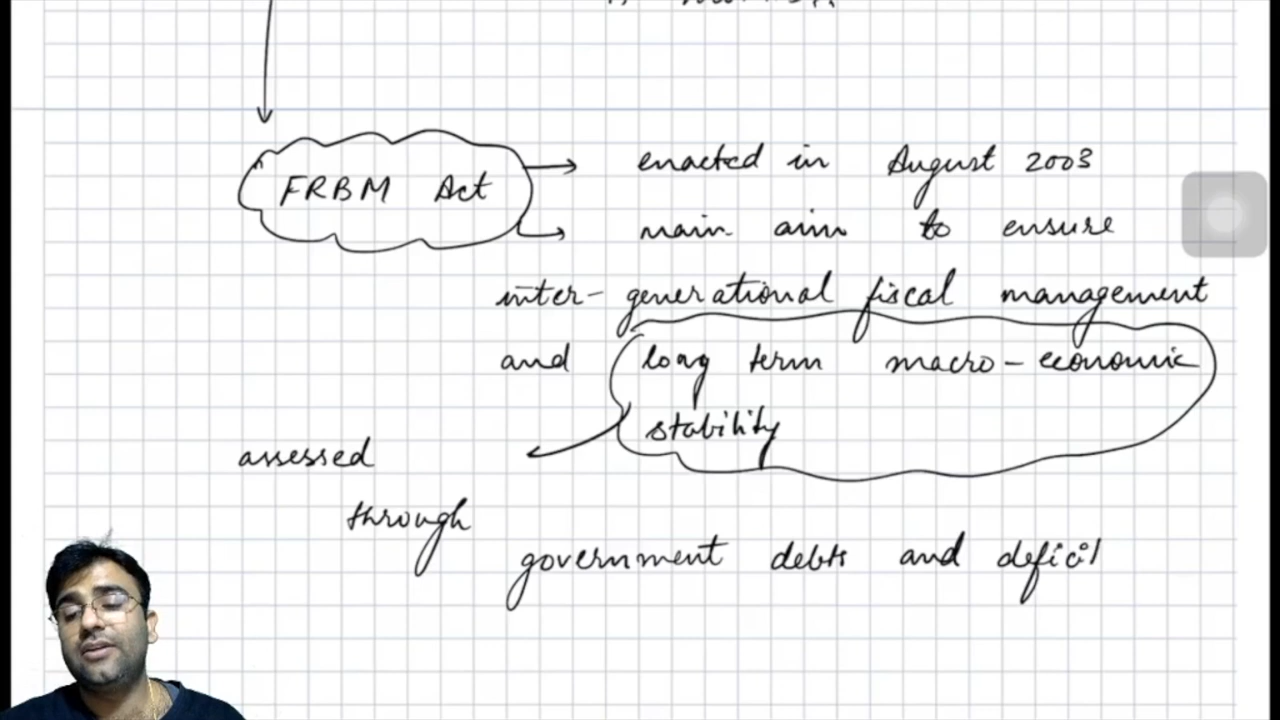 FRBM Act
enacted in August 2003
main aim to ensure
inter-generational fiscal management
and long term macro-economic
stability
assessed
through
government debts and deficit